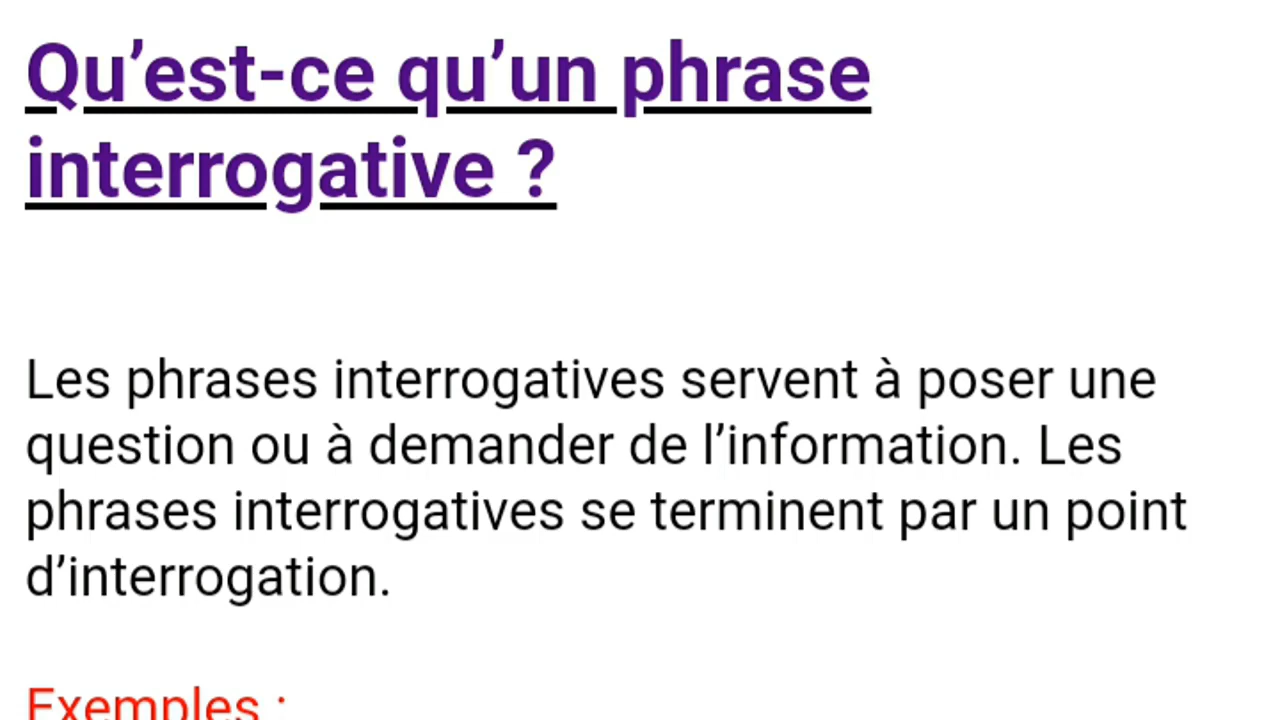 Qu’est-ce qu’un phrase
interrogative ?
Les phrases interrogatives servent à poser une
question ou à demander de l’information. Les
phrases interrogatives se terminent par un point
d’interrogation.
Exemples :